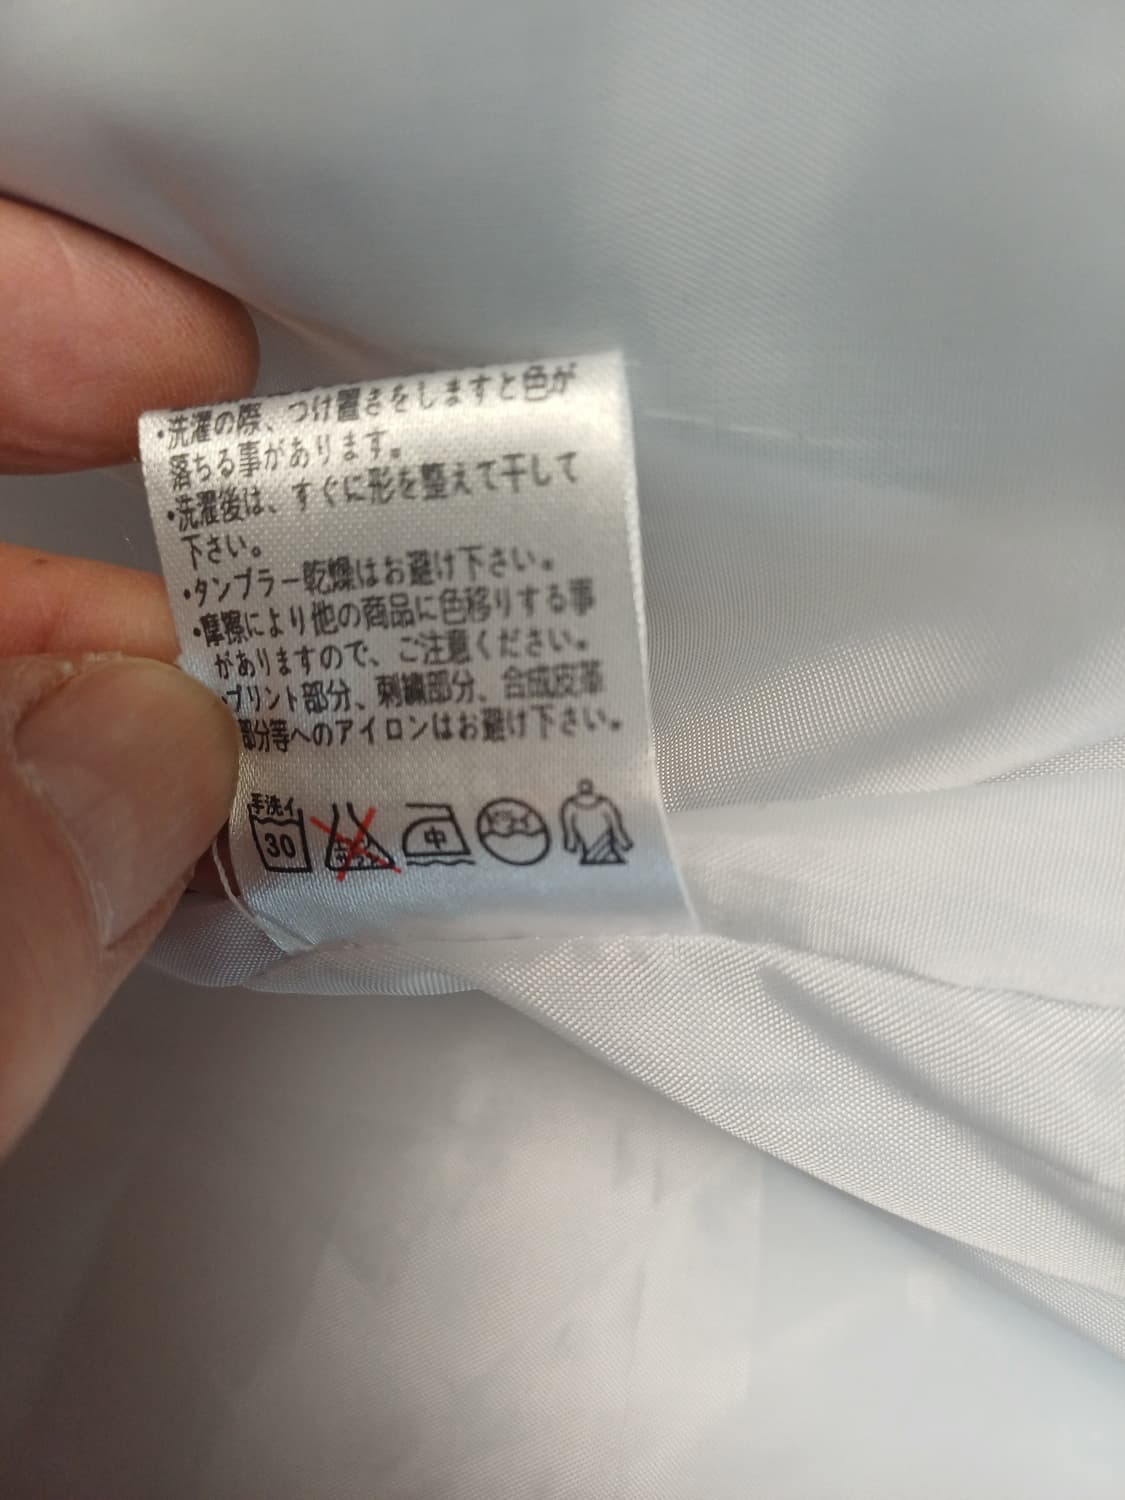 ・洗濯の際、つけ置きをしますと色が
落ちる事があります。
・洗濯後は、すぐに形を整えて干して
下さい。
・タンブラー乾燥はお避け下さい。
・摩擦により他の商品に色移りする事
がありますので、ご注意ください。
・プリント部分、刺繍部分、合成皮革
部分等へのアイロンはお避け下さい。
手洗イ
30
中
ドライ